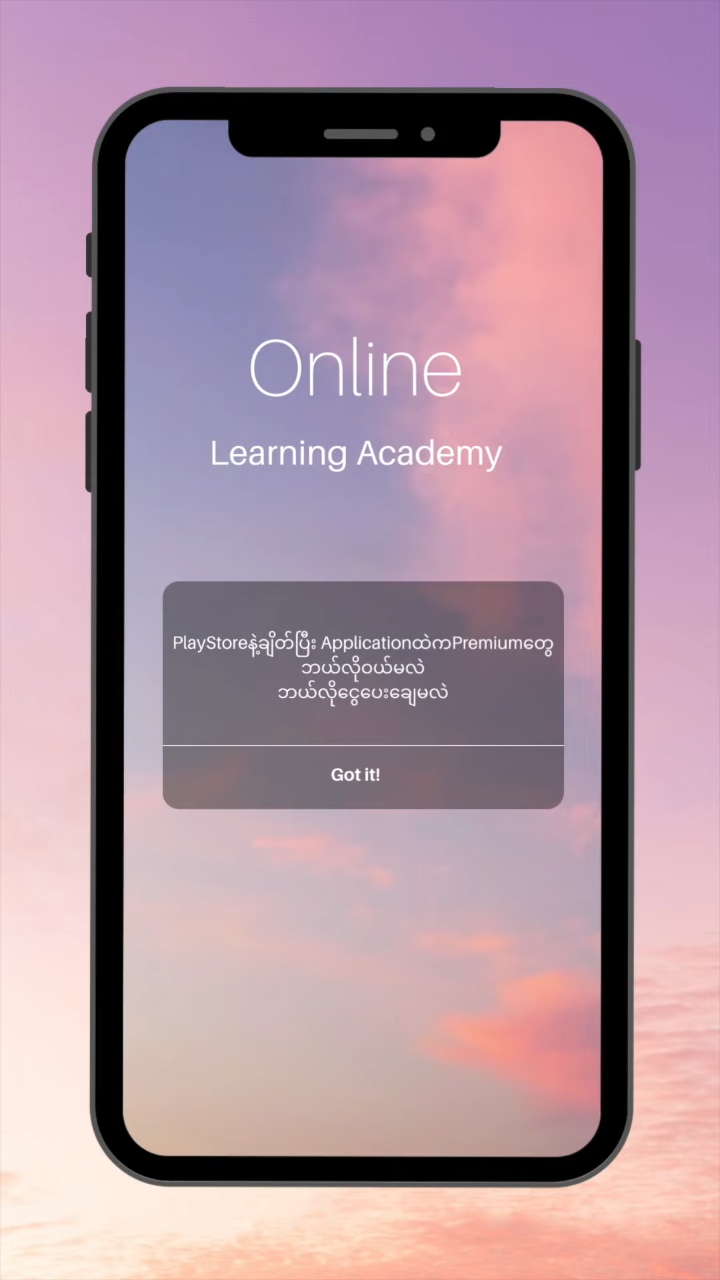 Online
Learning Academy
PlayStoreနဲ့ချိတ်ပြီး ApplicationထဲကPremiumတွေ
ဘယ်လိုဝယ်မလဲ
ဘယ်လိုငွေပေးချေမလဲ
Got it!